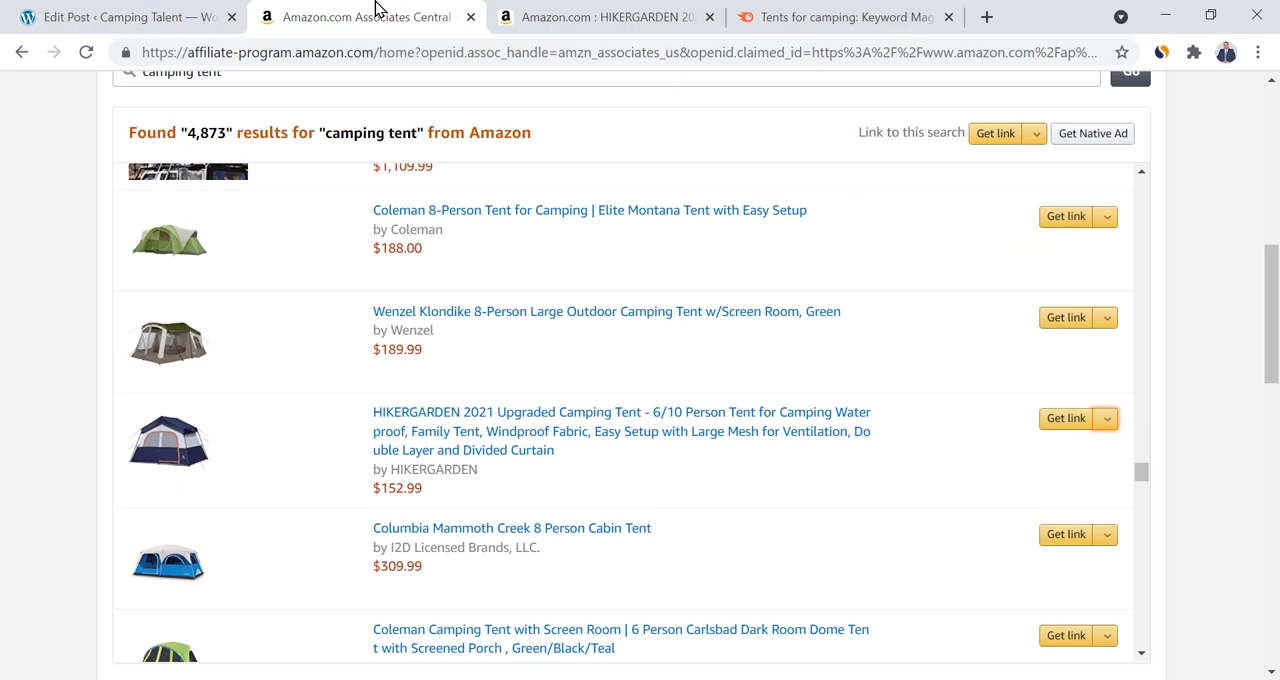 Edit Post ‹ Camping Talent — Wo
Amazon.com Associates Central
Amazon.com : HIKERGARDEN 20
Tents for camping: Keyword Mag
https://affiliate-program.amazon.com/home?openid.assoc_handle=amzn_associates_us&openid.claimed_id=https%3A%2F%2Fwww.amazon.com%2Fap%...
camping tent
Go
Found "4,873" results for "camping tent" from Amazon
Link to this search
Get link
Get Native Ad
$1,109.99
Coleman 8-Person Tent for Camping | Elite Montana Tent with Easy Setup
by Coleman
$188.00
Get link
Wenzel Klondike 8-Person Large Outdoor Camping Tent w/Screen Room, Green
by Wenzel
$189.99
Get link
HIKERGARDEN 2021 Upgraded Camping Tent - 6/10 Person Tent for Camping Water
proof, Family Tent, Windproof Fabric, Easy Setup with Large Mesh for Ventilation, Do
uble Layer and Divided Curtain
by HIKERGARDEN
$152.99
Get link
Columbia Mammoth Creek 8 Person Cabin Tent
by I2D Licensed Brands, LLC.
$309.99
Get link
Coleman Camping Tent with Screen Room | 6 Person Carlsbad Dark Room Dome Ten
t with Screened Porch , Green/Black/Teal
Get link